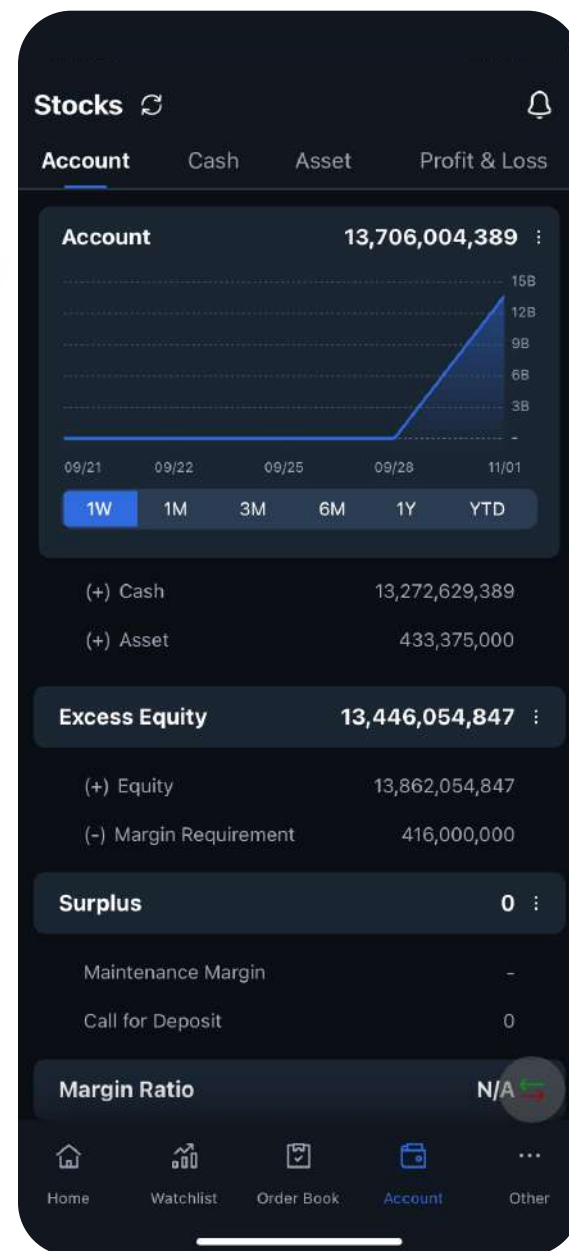 Stocks
Account Cash Asset Profit & Loss
Account 13,706,004,389
15B
12B
9B
6B
3B
-
09/21 09/22 09/25 09/28 11/01
1W 1M 3M 6M 1Y YTD
(+) Cash 13,272,629,389
(+) Asset 433,375,000
Excess Equity 13,446,054,847
(+) Equity 13,862,054,847
(-) Margin Requirement 416,000,000
Surplus 0
Maintenance Margin -
Call for Deposit 0
Margin Ratio N/A
Home Watchlist Order Book Account Other